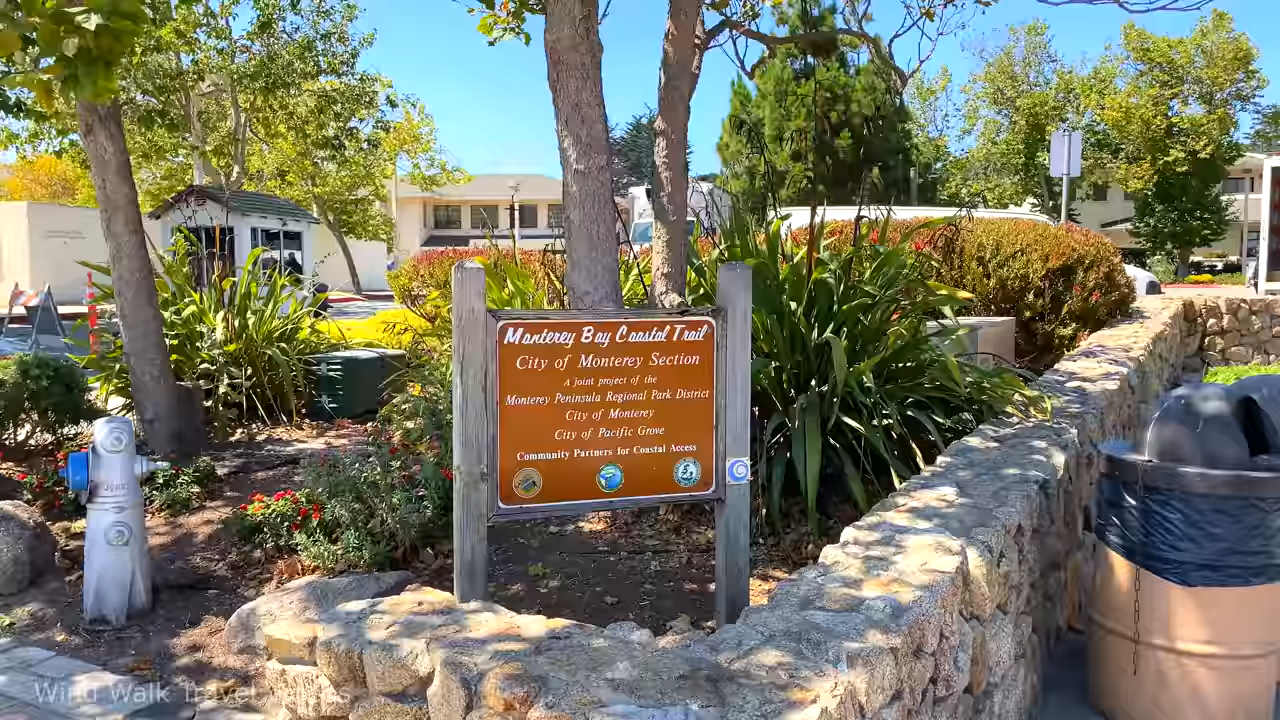 Monterey Bay Coastal Trail
City of Monterey Section
A joint project of the
Monterey Peninsula Regional Park District
City of Monterey
City of Pacific Grove
Community Partners for Coastal Access
Wind Walk Travel